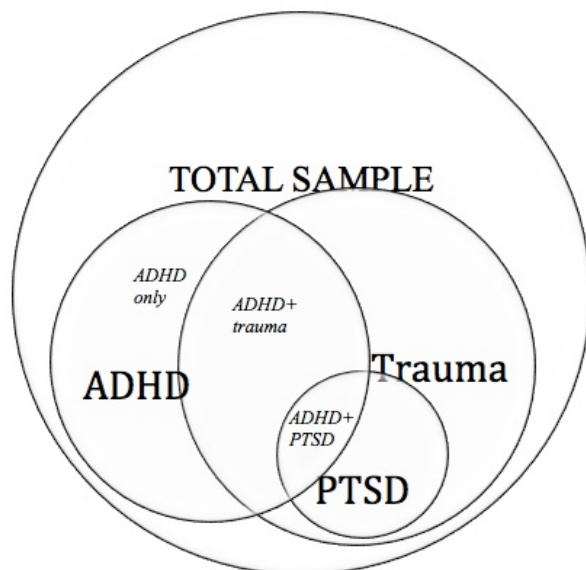 TOTAL SAMPLE
ADHD
only
ADHD+
trauma
ADHD
Trauma
ADHD+
PTSD
PTSD